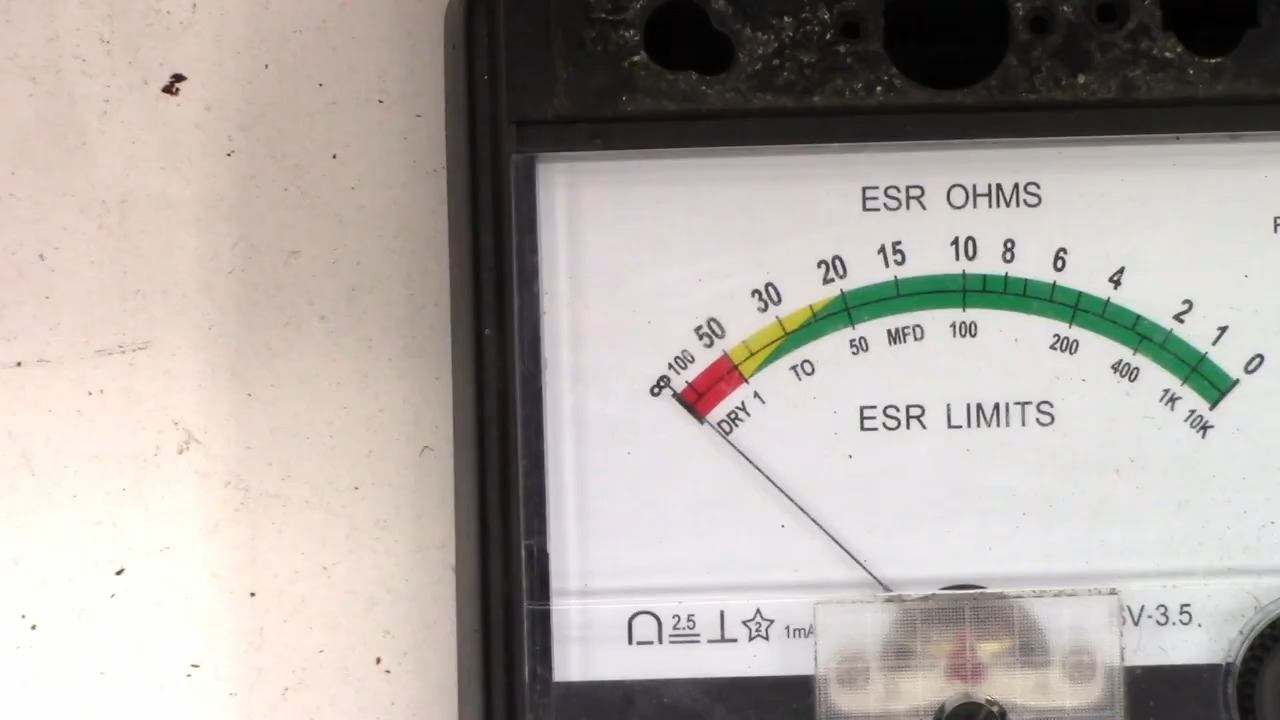 ESR OHMS
∞ 100 50 30 20 15 10 8 6 4 2 1 0
DRY 1 TO 50 MFD 100 200 400 1K 10K
ESR LIMITS
2.5 2 1mA
V-3.5.